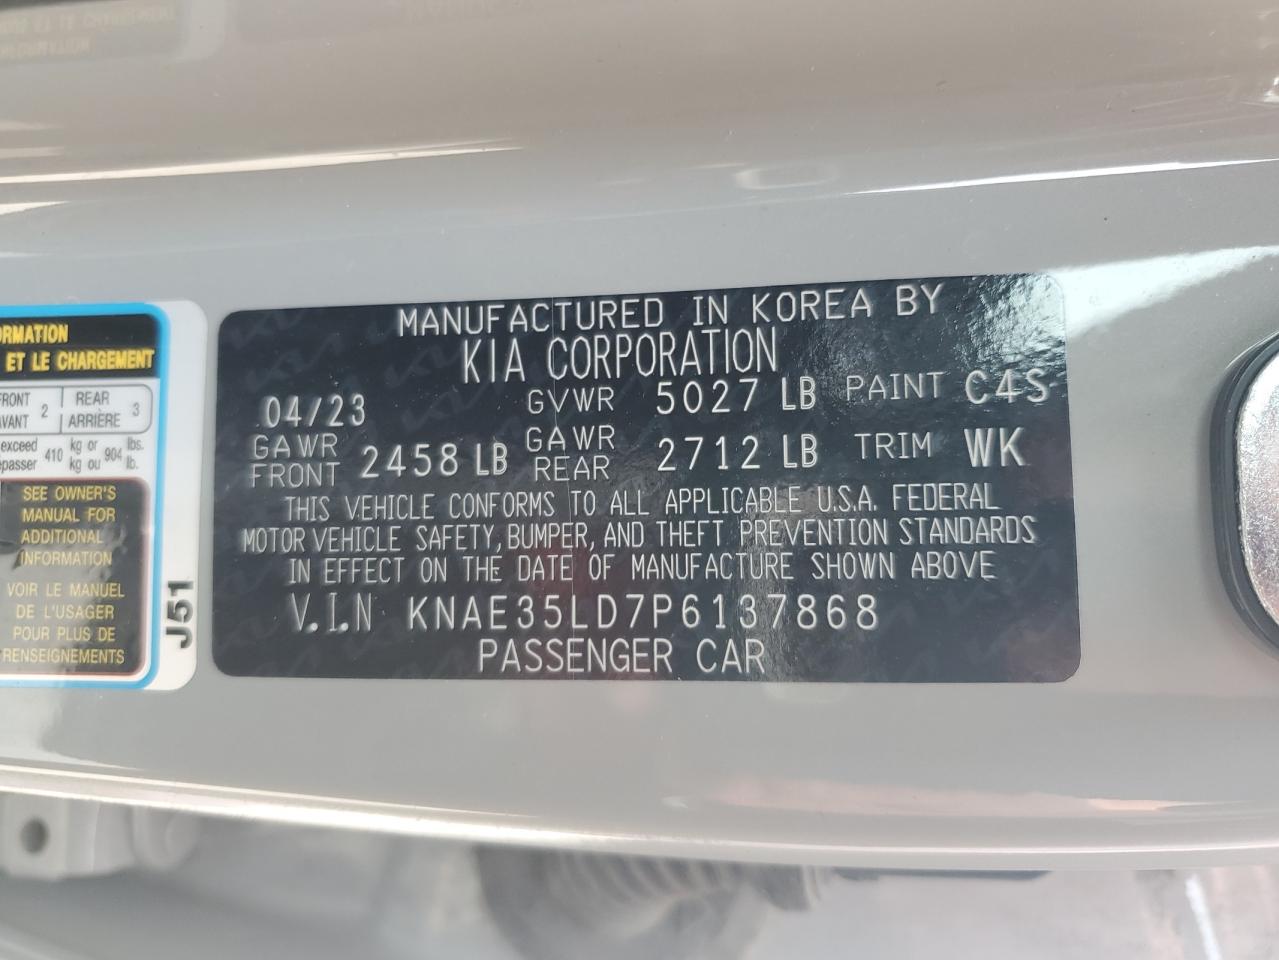 ORMATION
ET LE CHARGEMENT
FRONT 2 REAR 3
AVANT ARRIÈRE
exceed 410 kg or 904 lbs.
épasser kg ou lb.
SEE OWNER'S
MANUAL FOR
ADDITIONAL
INFORMATION
VOIR LE MANUEL
DE L'USAGER
POUR PLUS DE
RENSEIGNEMENTS
J51
MANUFACTURED IN KOREA BY
KIA CORPORATION
04/23 GVWR 5027 LB PAINT C4S
GAWR FRONT 2458 LB GAWR REAR 2712 LB TRIM WK
THIS VEHICLE CONFORMS TO ALL APPLICABLE U.S.A. FEDERAL
MOTOR VEHICLE SAFETY, BUMPER, AND THEFT PREVENTION STANDARDS
IN EFFECT ON THE DATE OF MANUFACTURE SHOWN ABOVE
V.I.N KNAE35LD7P6137868
PASSENGER CAR